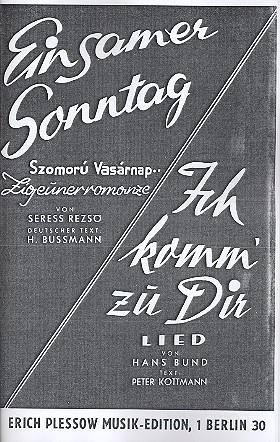 Einsamer
Sonntag
Szomorú Vasárnap..
Zigeunerromanze
VON
SERESS REZSŐ
DEUTSCHER TEXT:
H. BUSSMANN
Ich
komm'
zu Dir
LIED
VON
HANS BUND
TEXT:
PETER KOTTMANN
ERICH PLESSOW MUSIK-EDITION, 1 BERLIN 30